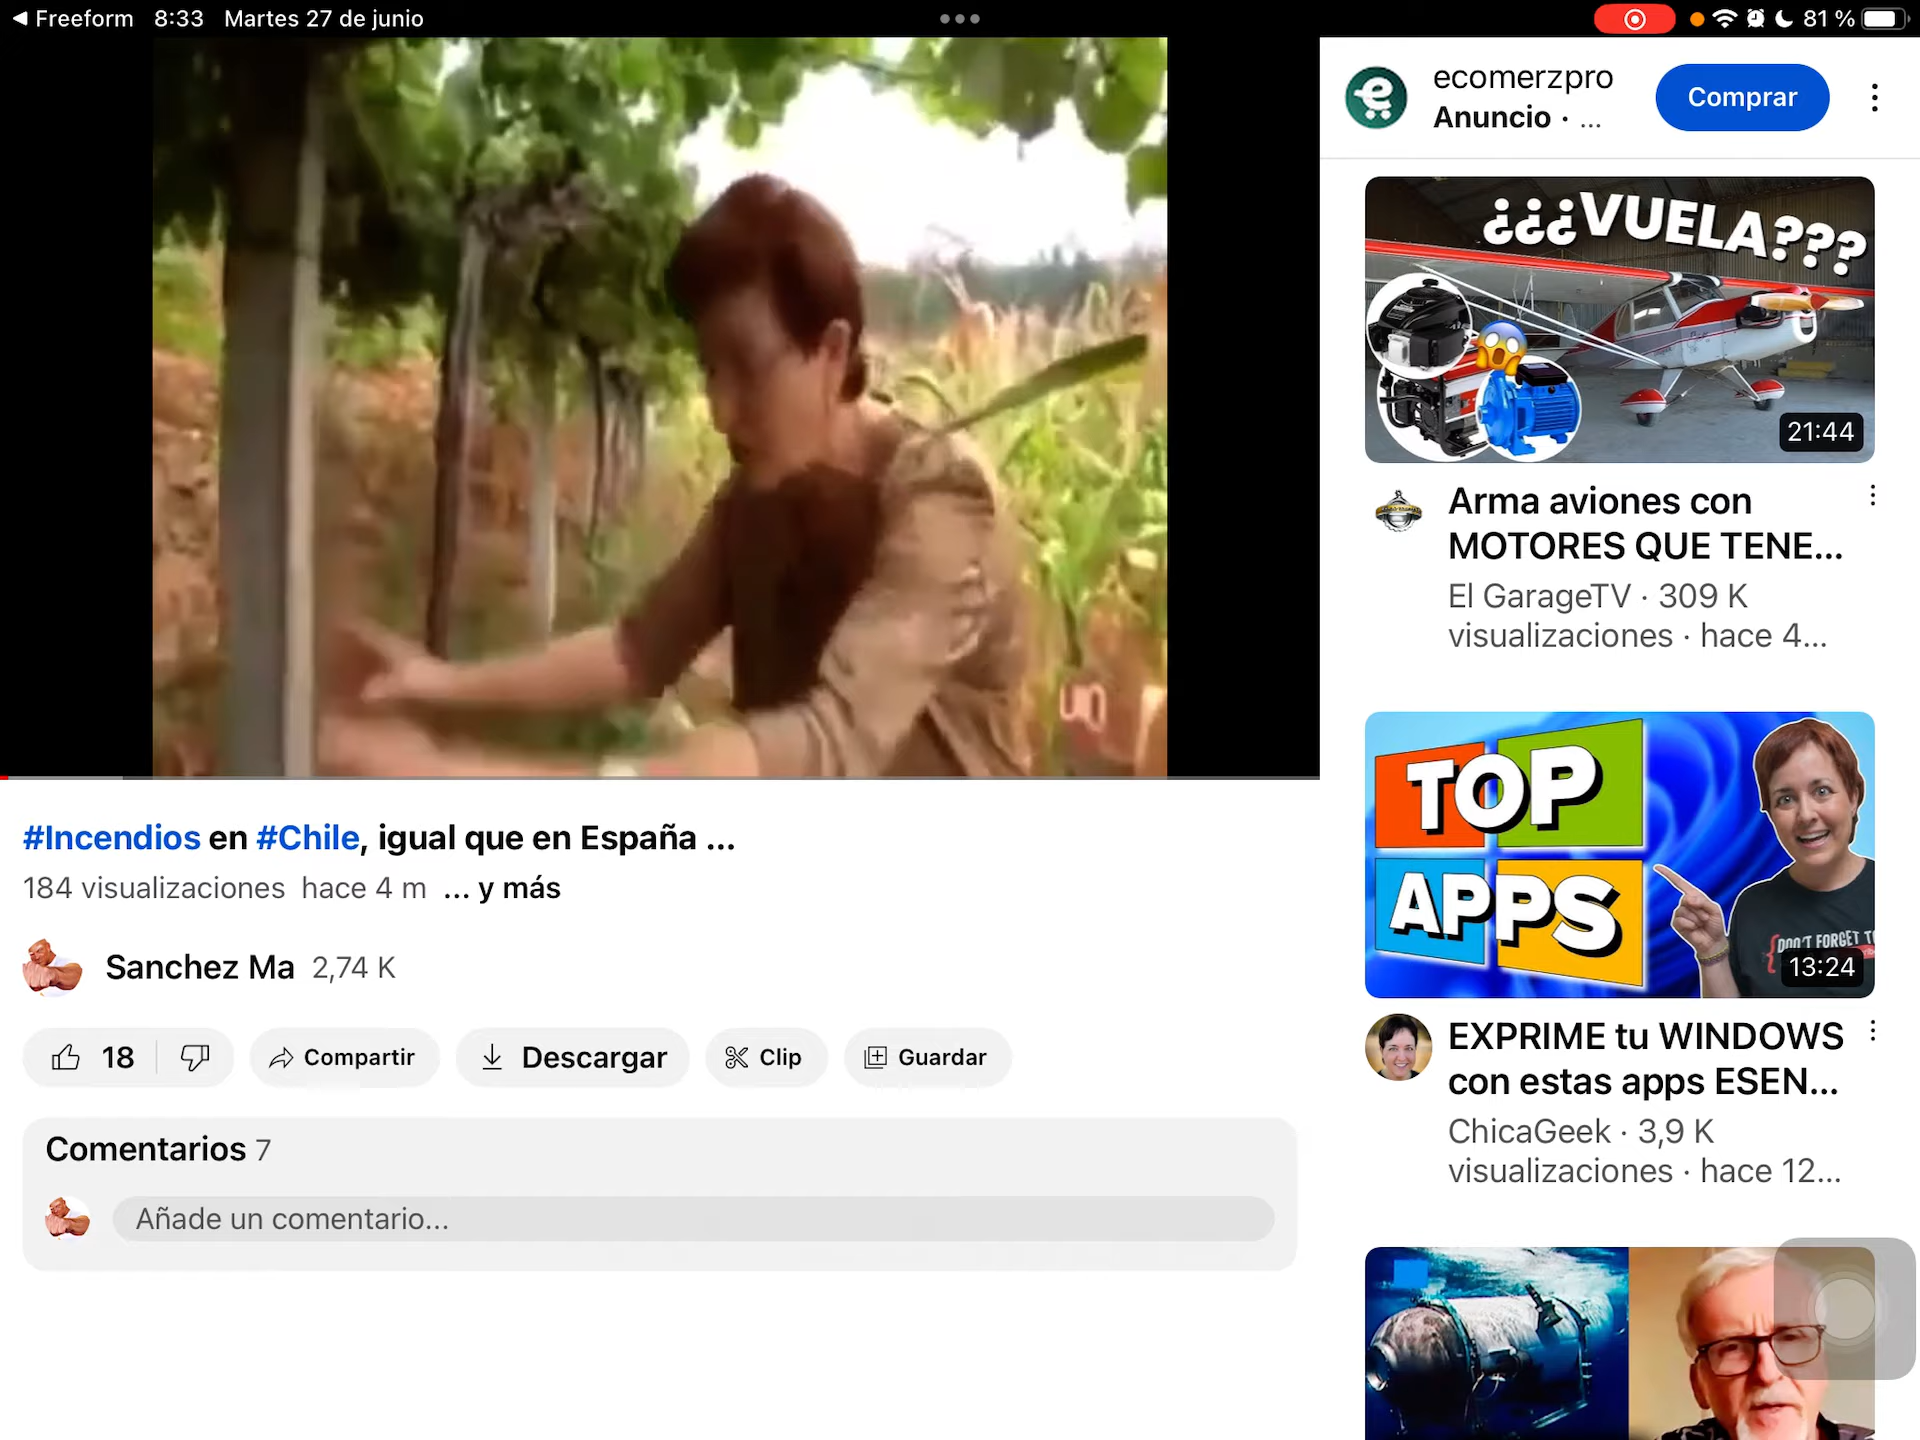 Freeform 8:33 Martes 27 de junio
81 %
ecomerzpro
Anuncio · ...
Comprar
¿¿¿VUELA???
21:44
Arma aviones con
MOTORES QUE TENE...
El GarageTV · 309 K
visualizaciones · hace 4...
TOP
APPS
DON'T FORGET
13:24
EXPRIME tu WINDOWS
con estas apps ESEN...
ChicaGeek · 3,9 K
visualizaciones · hace 12...
#Incendios en #Chile, igual que en España ...
184 visualizaciones hace 4 m ... y más
Sanchez Ma 2,74 K
18
Compartir
Descargar
Clip
Guardar
Comentarios 7
Añade un comentario...